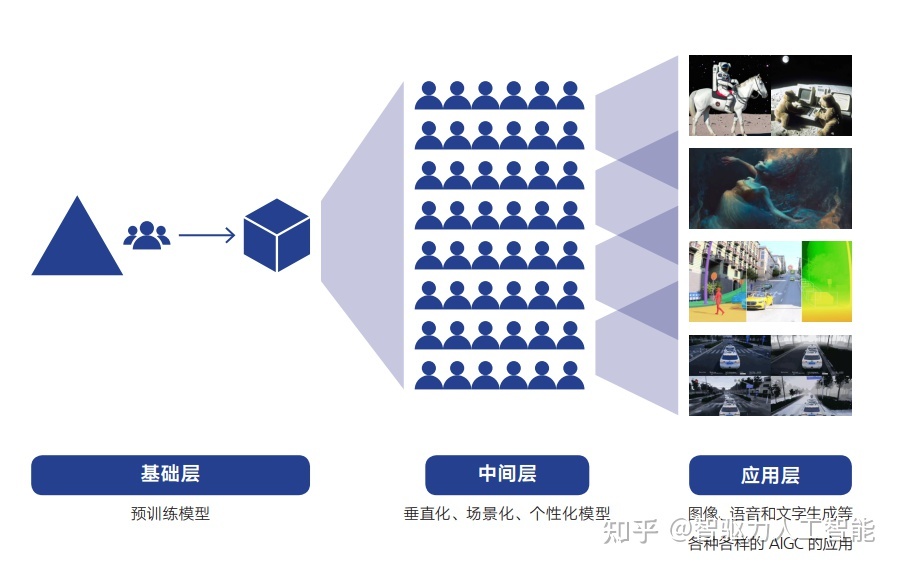 基础层
中间层
应用层
预训练模型
垂直化、场景化、个性化模型
图像、语音和文字生成等
各种各样的 AIGC 的应用
知乎 @智驱力人工智能